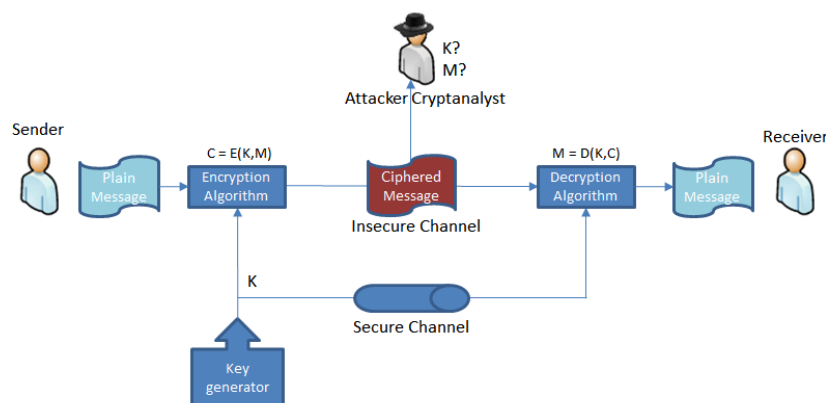 K?
M?
Attacker Cryptanalyst
Sender
Receiver
C = E(K,M)
M = D(K,C)
Plain
Message
Encryption
Algorithm
Ciphered
Message
Decryption
Algorithm
Plain
Message
Insecure Channel
K
Secure Channel
Key
generator